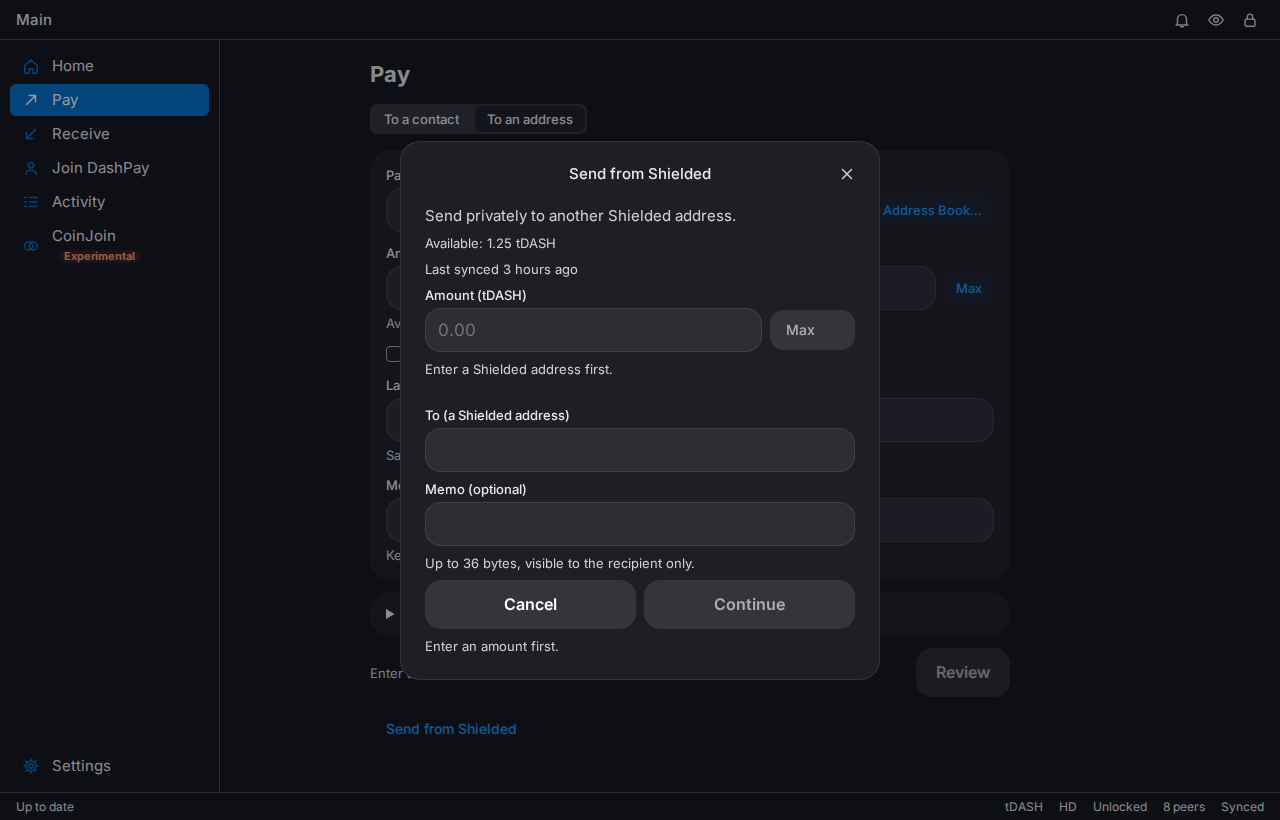 Main
Home
Pay
Receive
Join DashPay
Activity
CoinJoin
Experimental
Settings
Pay
To a contact
To an address
Address Book...
Max
Send from Shielded
Send privately to another Shielded address.
Available: 1.25 tDASH
Last synced 3 hours ago
Amount (tDASH)
0.00
Max
Enter a Shielded address first.
To (a Shielded address)
Memo (optional)
Up to 36 bytes, visible to the recipient only.
Cancel
Continue
Enter an amount first.
Enter
Review
Send from Shielded
Up to date
tDASH
HD
Unlocked
8 peers
Synced